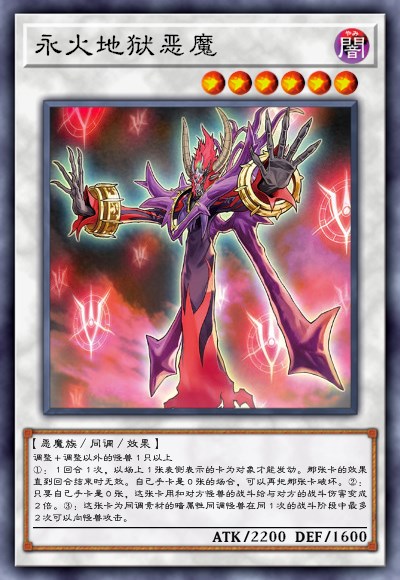 永火地狱恶魔
やみ
闇
【恶魔族／同调／效果】
调整＋调整以外的怪兽1只以上
①：1回合1次，以场上1张表侧表示的卡为对象才能发动。那张卡的效果
直到回合结束时无效。自己手卡是0张的场合，可以再把那张卡破坏。②：
只要自己手卡是0张，这张卡用和对方怪兽的战斗给与对方的战斗伤害变成
2倍。③：这张卡为同调素材的暗属性同调怪兽在同1次的战斗阶段中最多
2次可以向怪兽攻击。
ATK/2200 DEF/1600